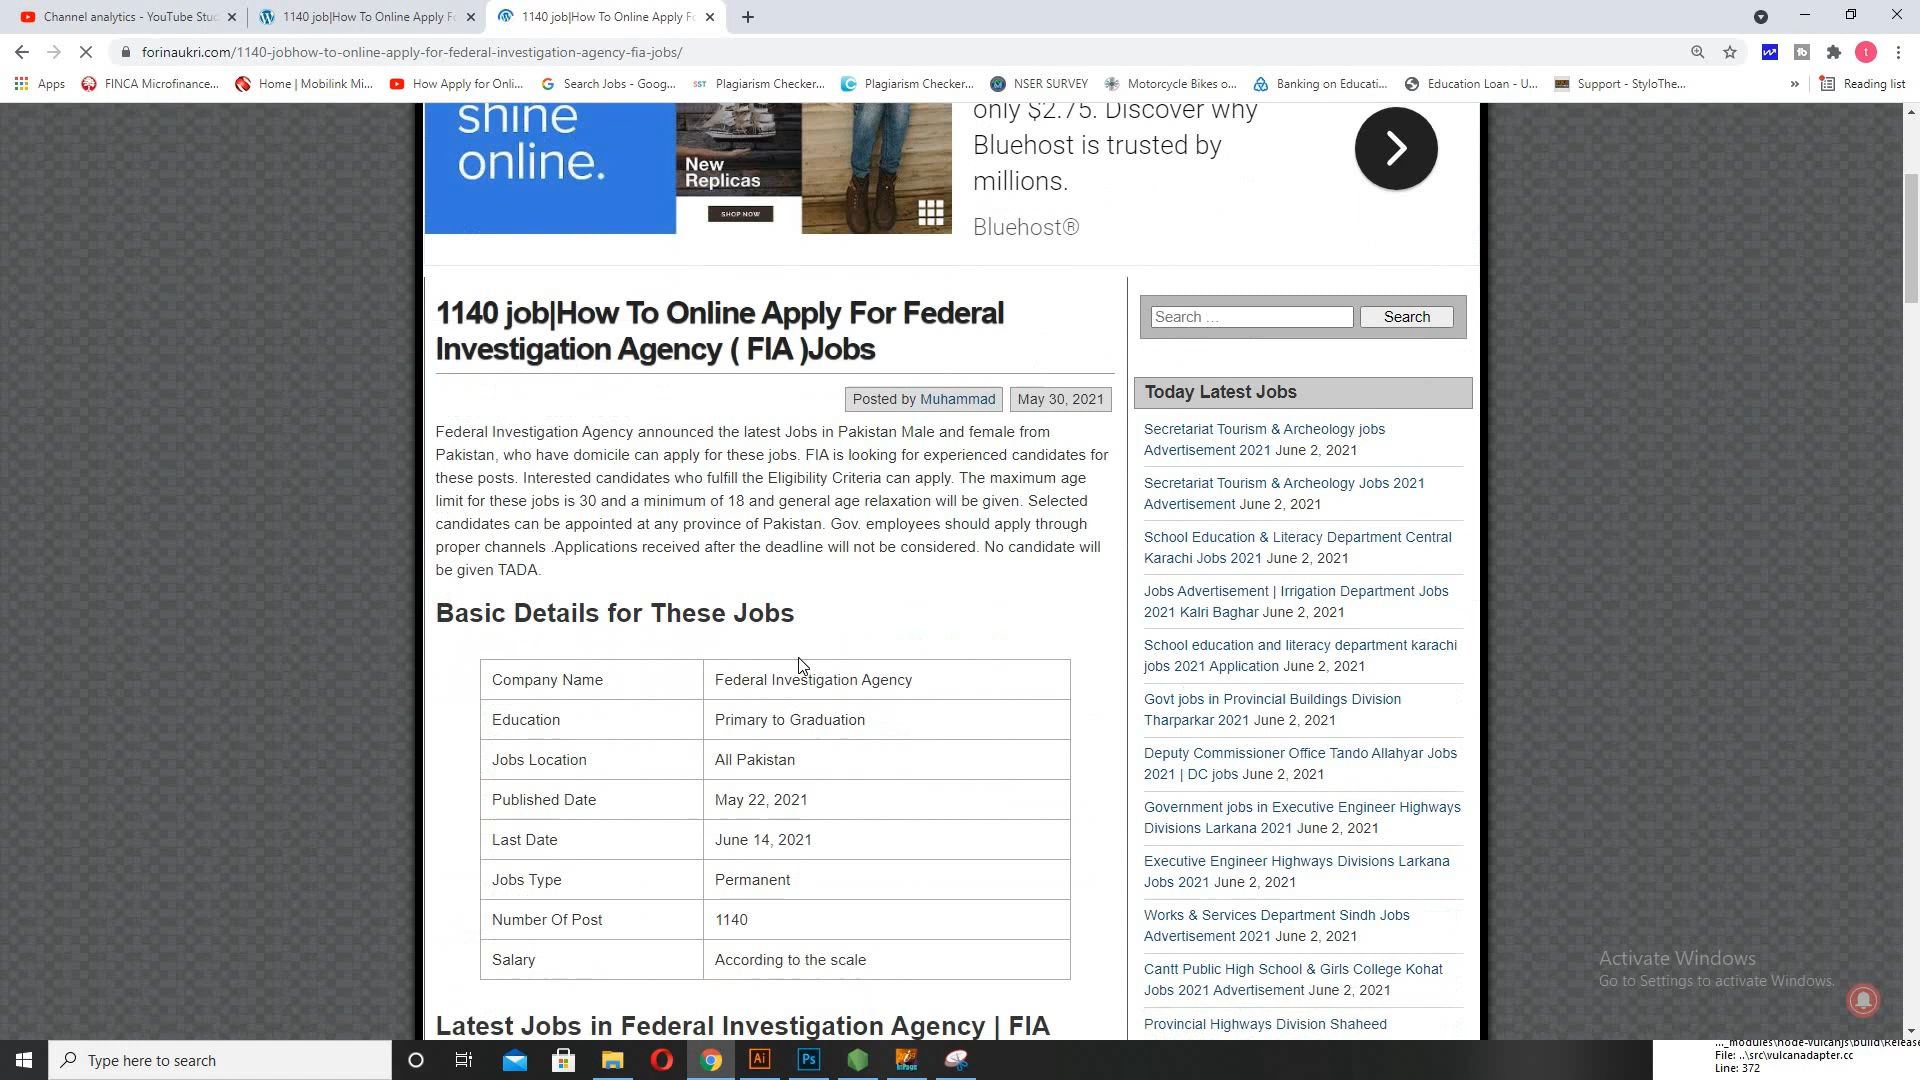 Channel analytics - YouTube Stu
1140 job|How To Online Apply F
1140 job|How To Online Apply F
forinaukri.com/1140-jobhow-to-online-apply-for-federal-investigation-agency-fia-jobs/
t
Apps
FINCA Microfinance...
Home | Mobilink Mi...
How Apply for Onli...
Search Jobs - Goog...
SST
Plagiarism Checker...
Plagiarism Checker...
NSER SURVEY
Motorcycle Bikes o...
Banking on Educati...
Education Loan - U...
Support - StyloThe...
»
Reading list
shine
online.
New
Replicas
SHOP NOW
only $2.75. Discover why
Bluehost is trusted by
millions.
Bluehost®
1140 job|How To Online Apply For Federal
Investigation Agency ( FIA )Jobs
Posted by Muhammad
May 30, 2021
Federal Investigation Agency announced the latest Jobs in Pakistan Male and female from
Pakistan, who have domicile can apply for these jobs. FIA is looking for experienced candidates for
these posts. Interested candidates who fulfill the Eligibility Criteria can apply. The maximum age
limit for these jobs is 30 and a minimum of 18 and general age relaxation will be given. Selected
candidates can be appointed at any province of Pakistan. Gov. employees should apply through
proper channels .Applications received after the deadline will not be considered. No candidate will
be given TADA.
Basic Details for These Jobs
Company Name Federal Investigation Agency
Education Primary to Graduation
Jobs Location All Pakistan
Published Date May 22, 2021
Last Date June 14, 2021
Jobs Type Permanent
Number Of Post 1140
Salary According to the scale
Latest Jobs in Federal Investigation Agency | FIA
Search ...
Search
Today Latest Jobs
Secretariat Tourism & Archeology jobs
Advertisement 2021 June 2, 2021
Secretariat Tourism & Archeology Jobs 2021
Advertisement June 2, 2021
School Education & Literacy Department Central
Karachi Jobs 2021 June 2, 2021
Jobs Advertisement | Irrigation Department Jobs
2021 Kalri Baghar June 2, 2021
School education and literacy department karachi
jobs 2021 Application June 2, 2021
Govt jobs in Provincial Buildings Division
Tharparkar 2021 June 2, 2021
Deputy Commissioner Office Tando Allahyar Jobs
2021 | DC jobs June 2, 2021
Government jobs in Executive Engineer Highways
Divisions Larkana 2021 June 2, 2021
Executive Engineer Highways Divisions Larkana
Jobs 2021 June 2, 2021
Works & Services Department Sindh Jobs
Advertisement 2021 June 2, 2021
Cantt Public High School & Girls College Kohat
Jobs 2021 Advertisement June 2, 2021
Provincial Highways Division Shaheed
Activate Windows
Go to Settings to activate Windows.
Type here to search
Ai
Ps
..._modules\node-vulcanjs\build\Release
File: ..\src\vulcanadapter.cc
Line: 372